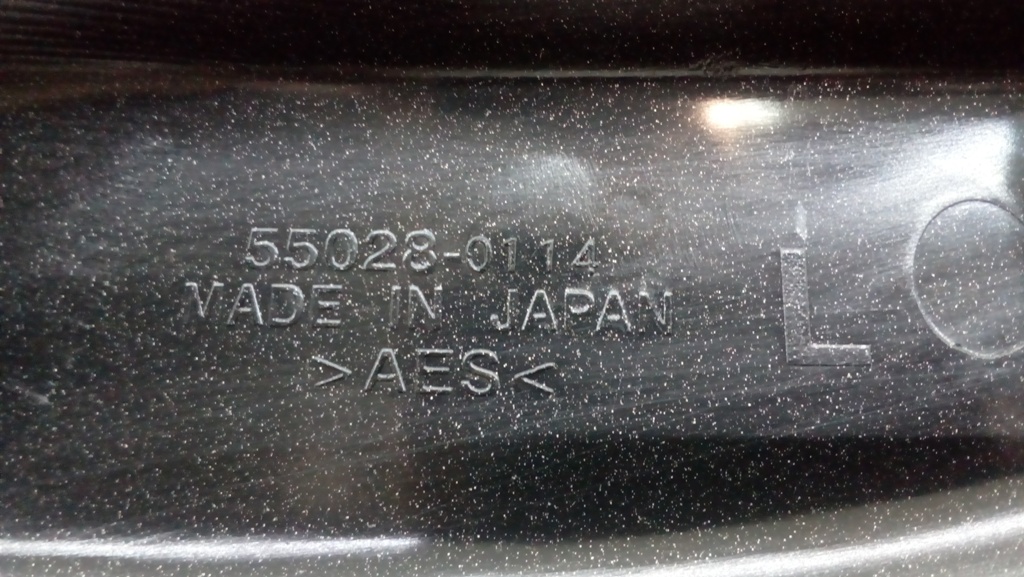 55028-0114
MADE IN JAPAN
>AES<
L